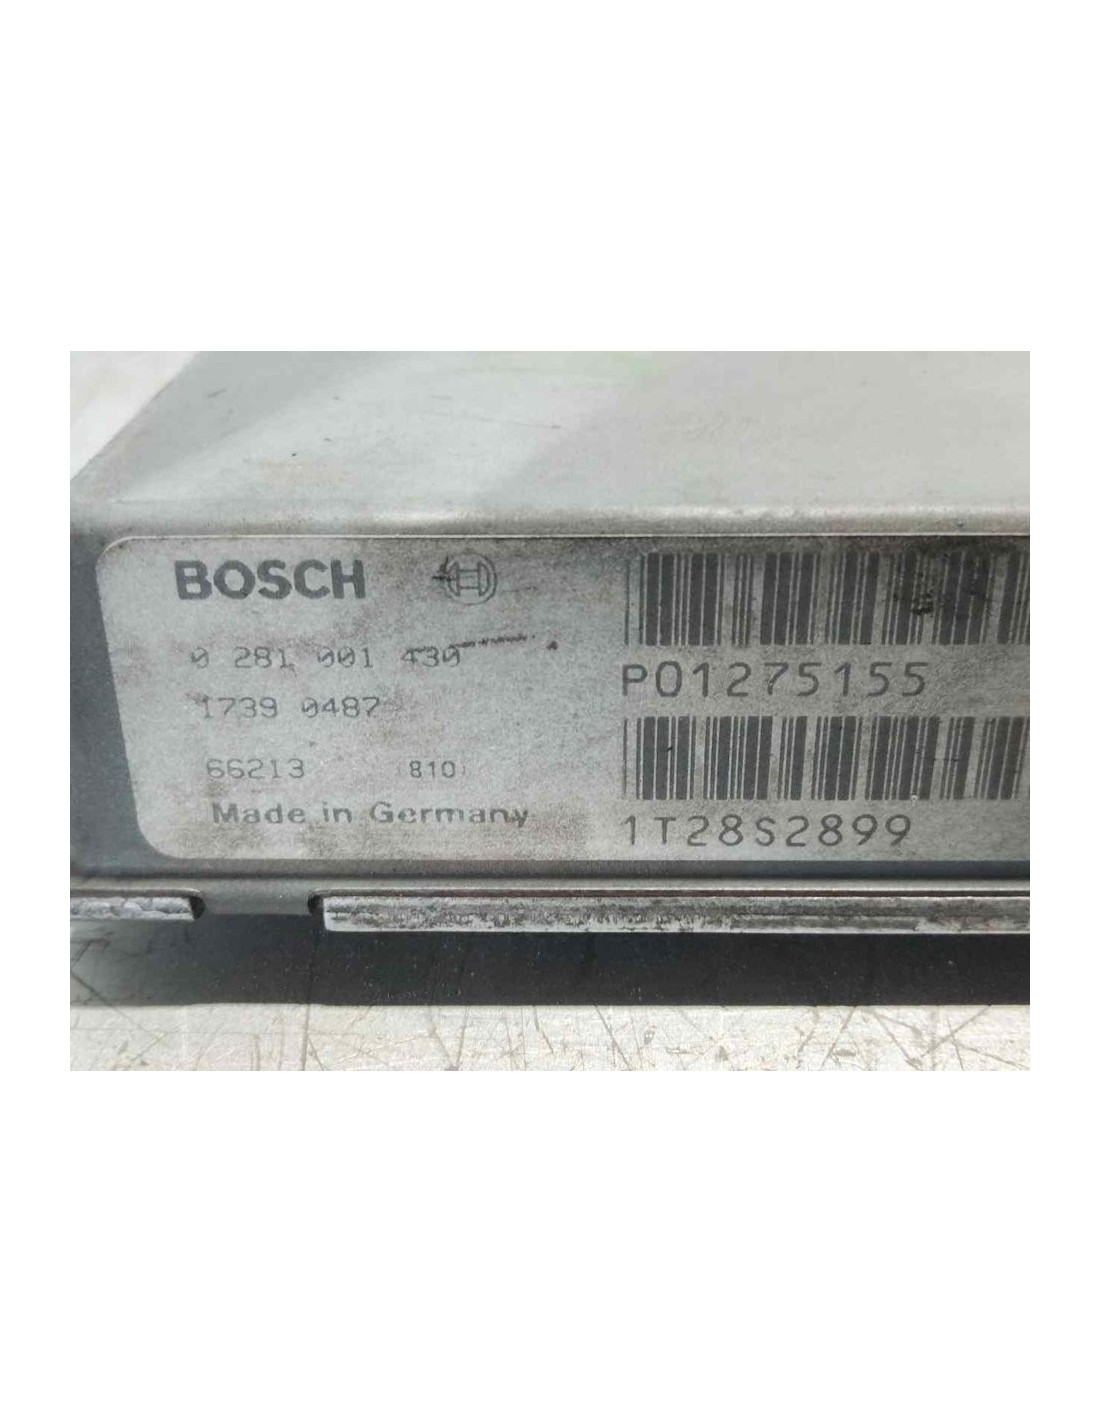 BOSCH
0 281 001 430
1739 0487
66213 810
Made in Germany
P01275155
1T28S2899